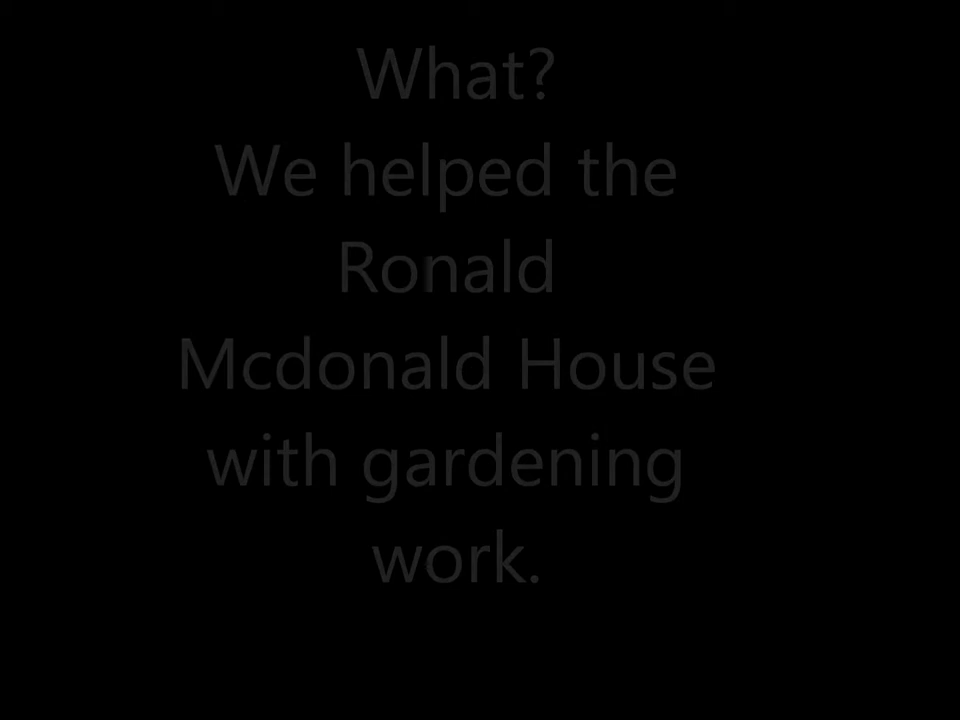 What?
We helped the
Ronald
Mcdonald House
with gardening
work.